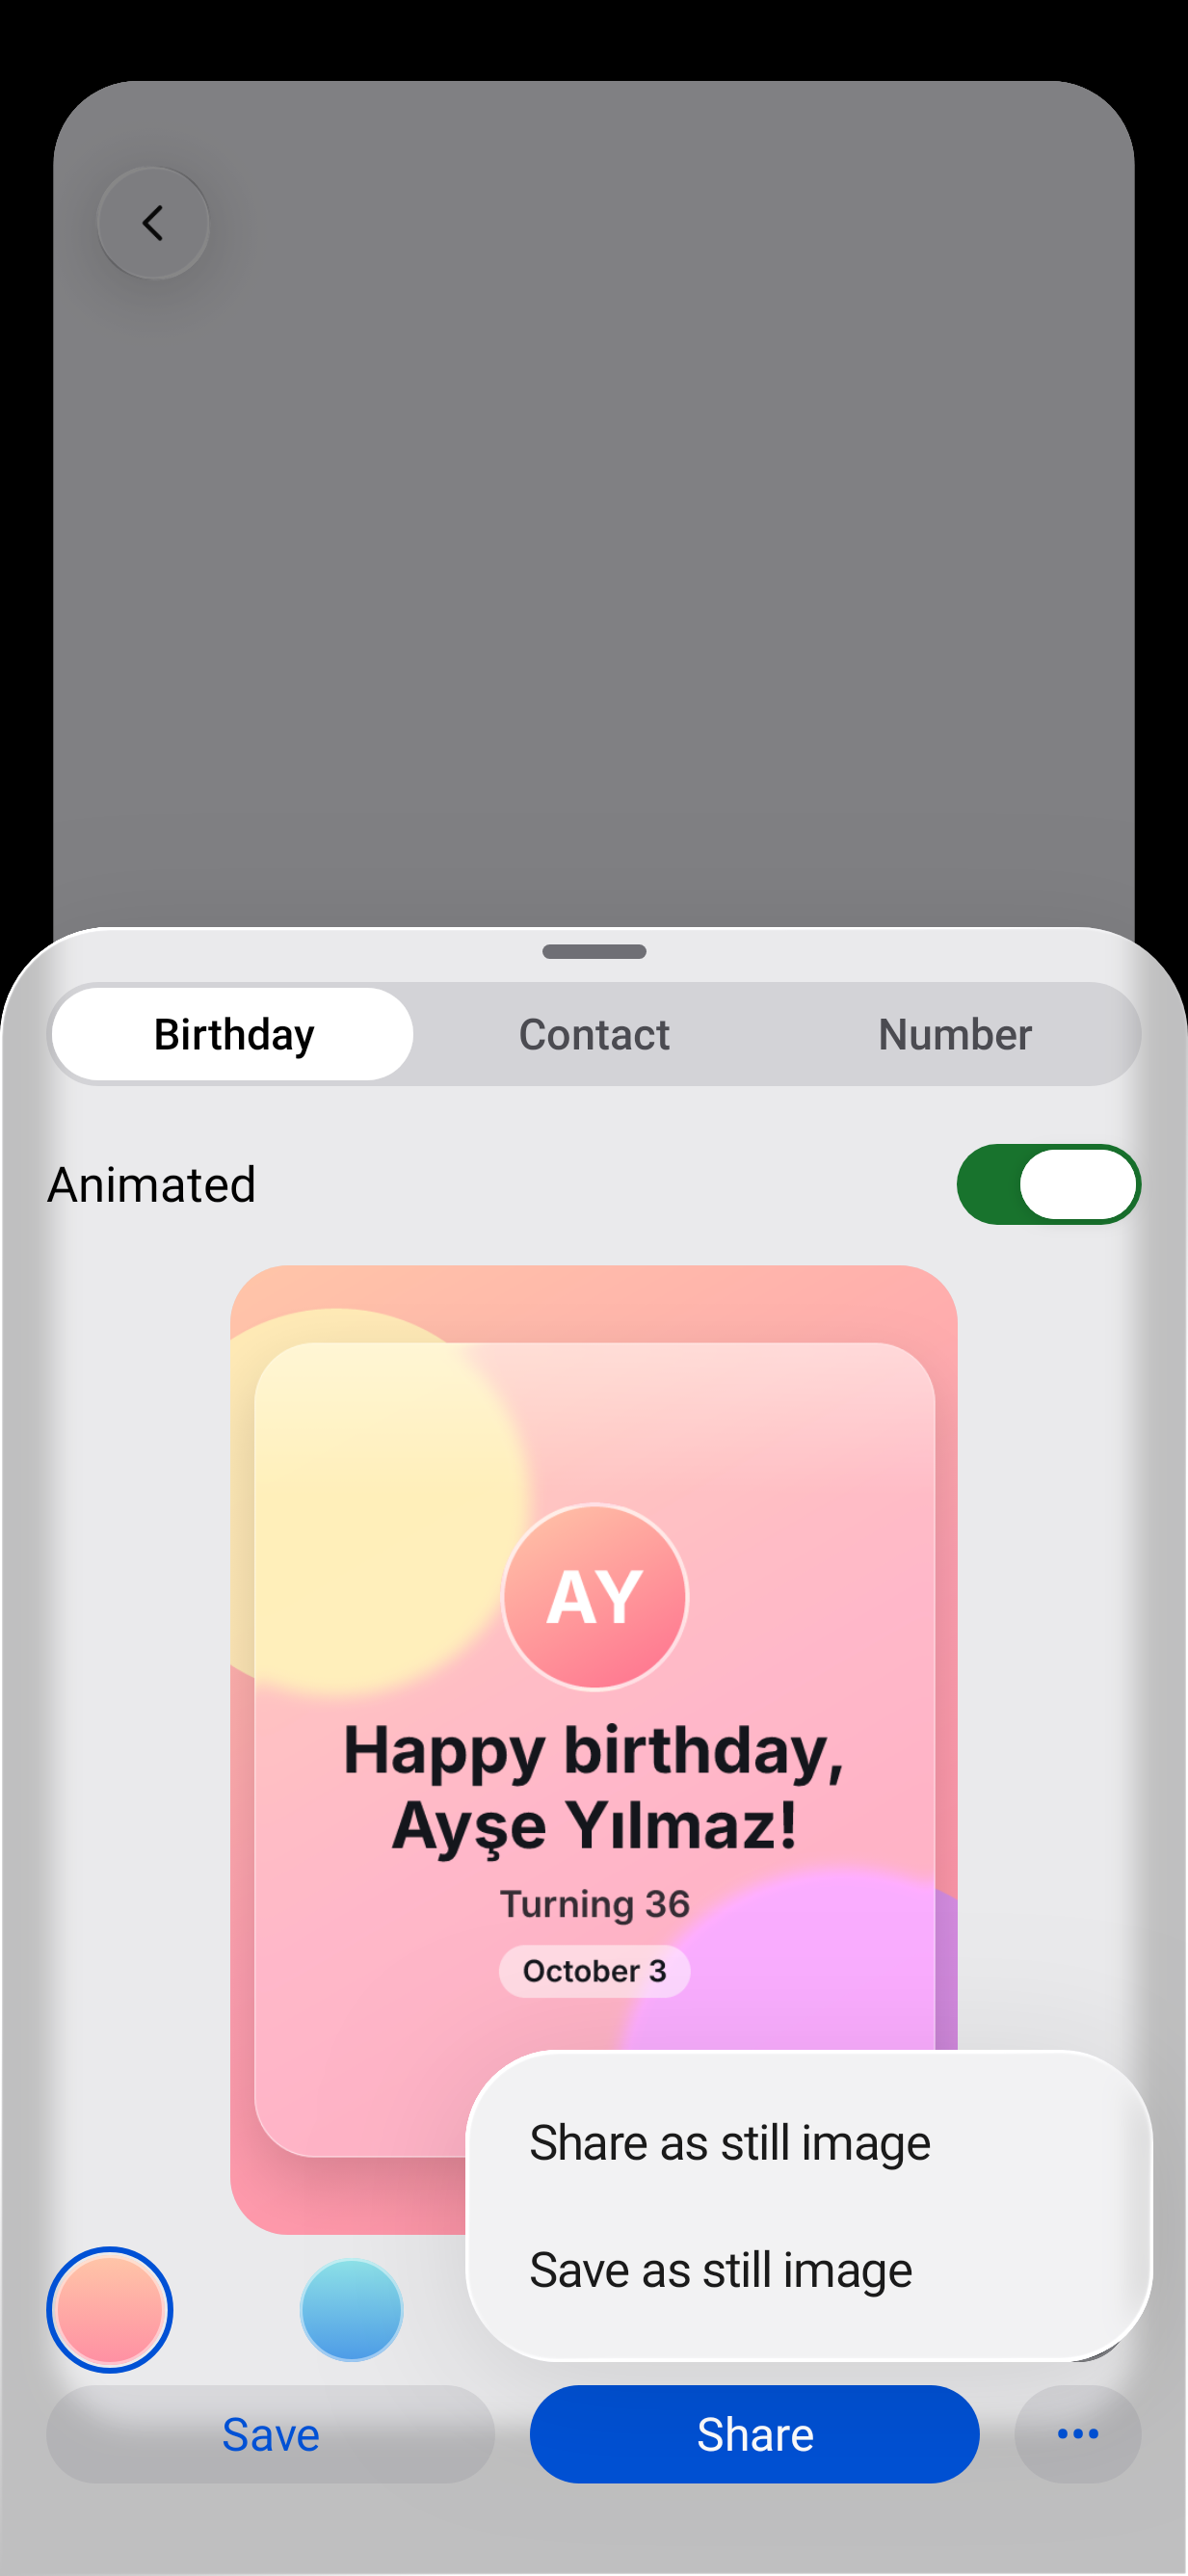 Birthday
Contact
Number
Animated
AY
Happy birthday,
Ayşe Yılmaz!
Turning 36
October 3
Share as still image
Save as still image
Save
Share